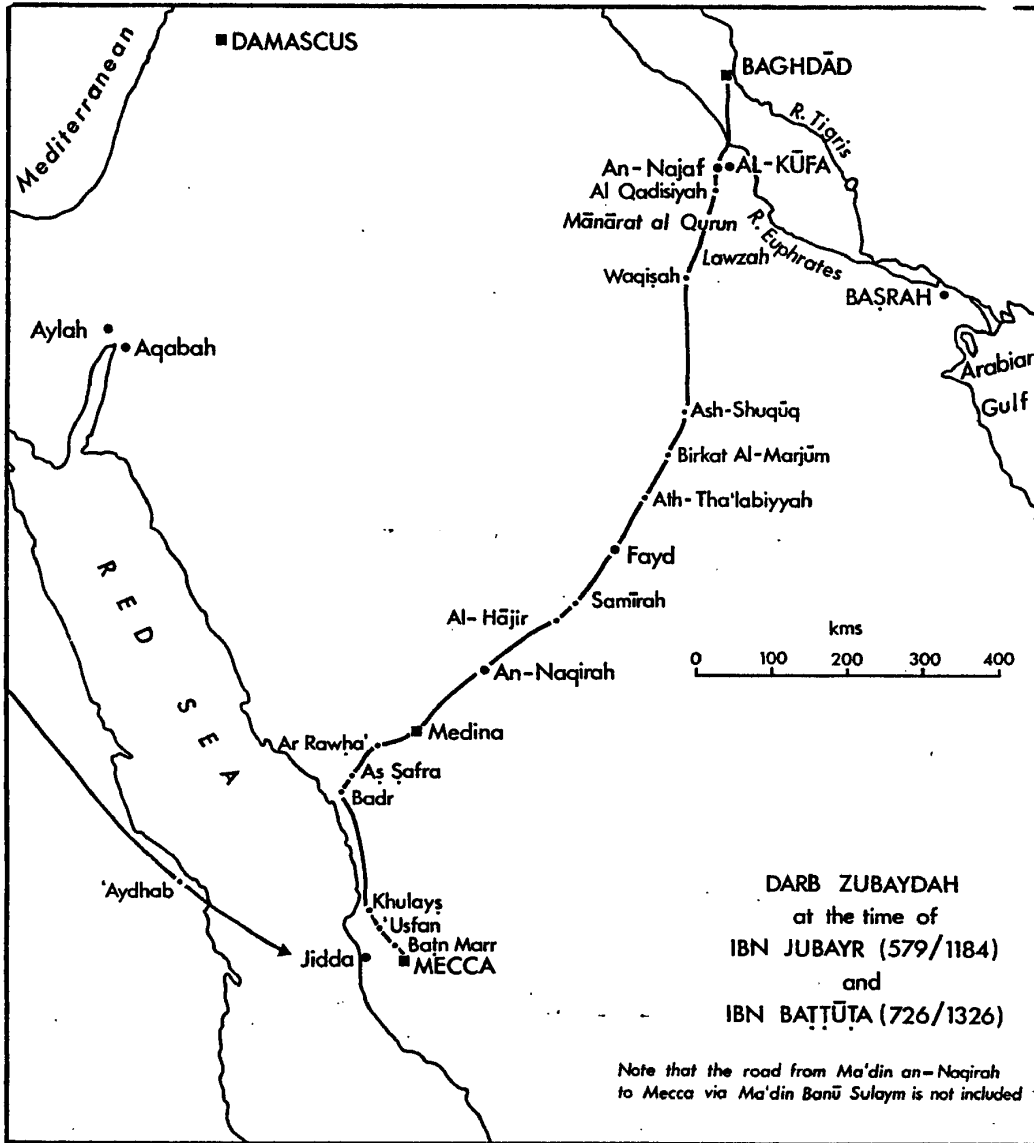 Mediterranean
DAMASCUS
BAGHDĀD
R. Tigris
An-Najaf
AL-KŪFA
Al Qadisiyah
Mānārat al Qurun
R. Euphrates
Lawzah
Waqiṣah
BAṢRAH
Aylah
Aqabah
Arabian
Gulf
Ash-Shuqūq
Birkat Al-Marjūm
Ath-Tha'labiyyah
Fayd
Samīrah
Al-Hājir
An-Naqirah
kms
0 100 200 300 400
RED SEA
Medina
Ar Rawḥa'
Aṣ Ṣafra
Badr
'Aydhab
Khulayṣ
'Usfan
Baṭn Marr
Jidda
MECCA
DARB ZUBAYDAH
at the time of
IBN JUBAYR (579/1184)
and
IBN BAṬṬŪṬA (726/1326)
Note that the road from Ma'din an-Naqirah
to Mecca via Ma'din Banū Sulaym is not included